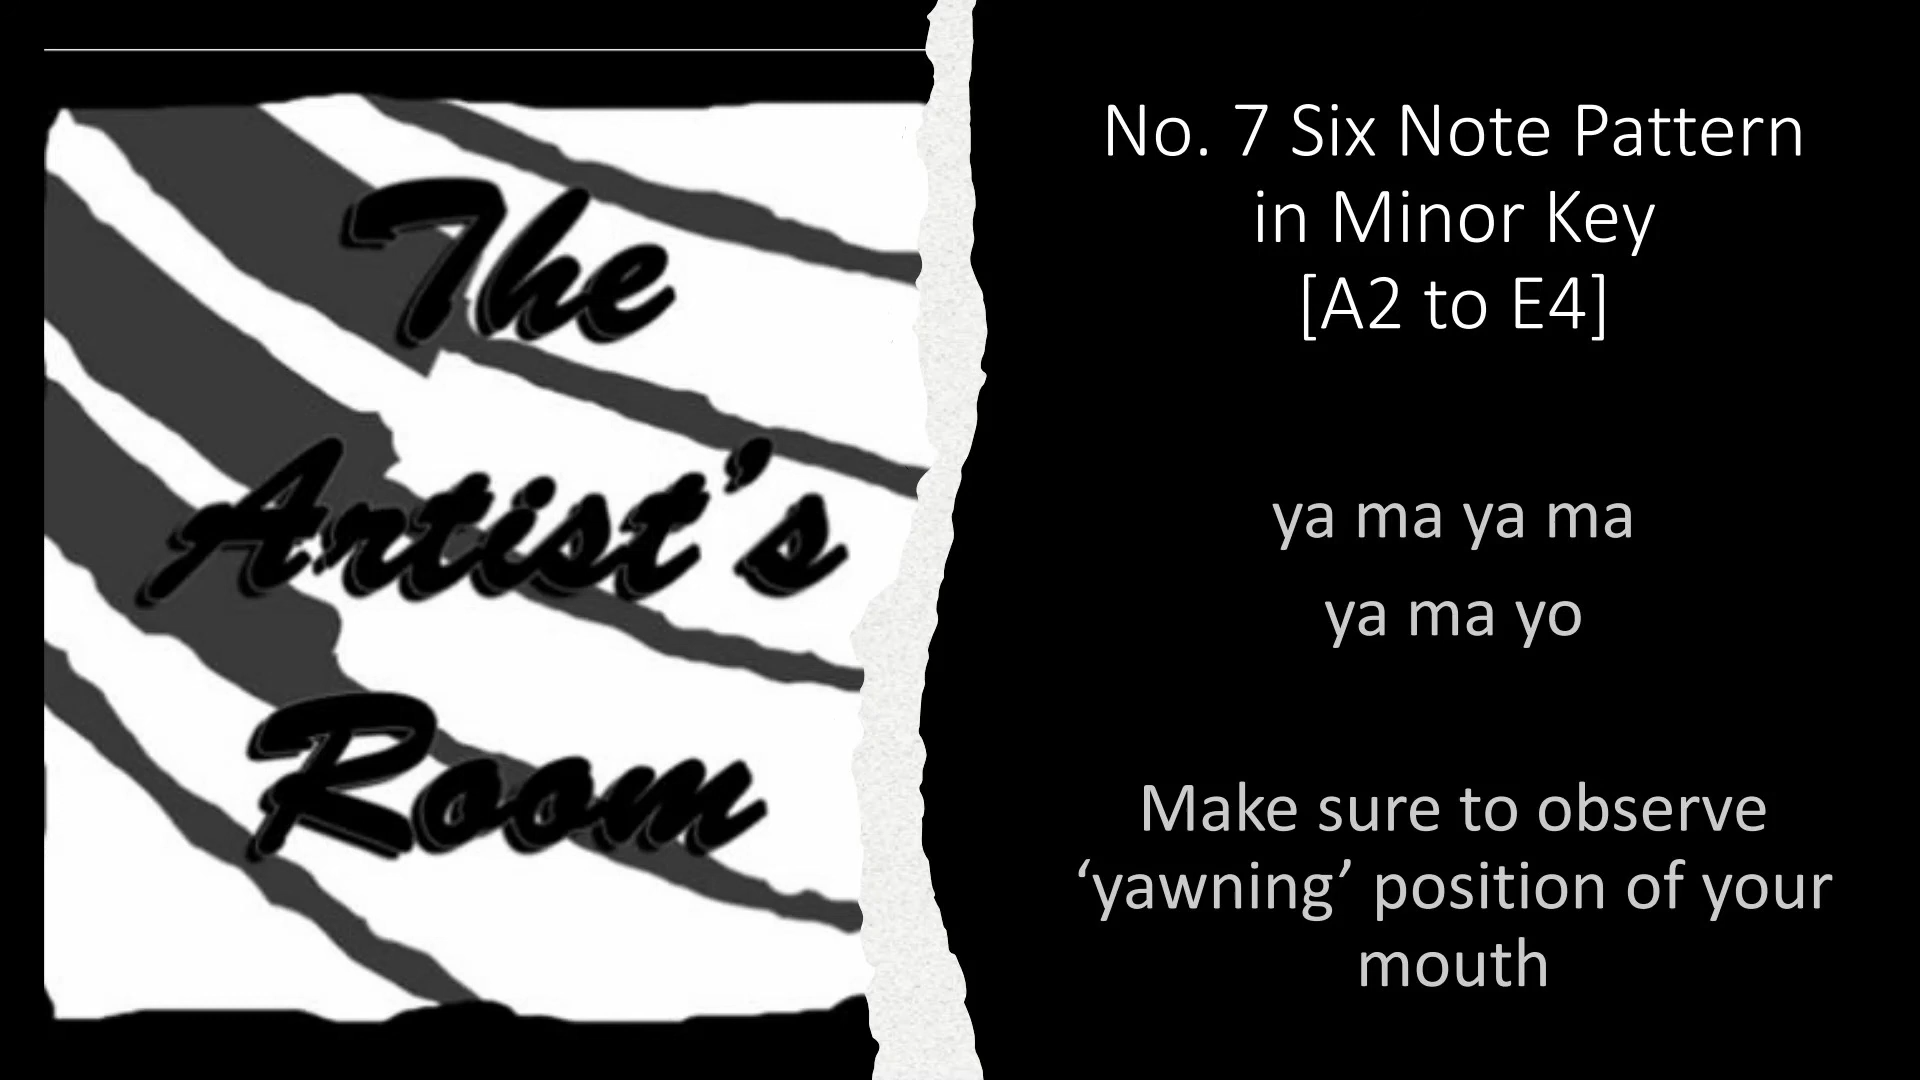 The
Artist's
Room
No. 7 Six Note Pattern
in Minor Key
[A2 to E4]
ya ma ya ma
ya ma yo
Make sure to observe
‘yawning’ position of your
mouth